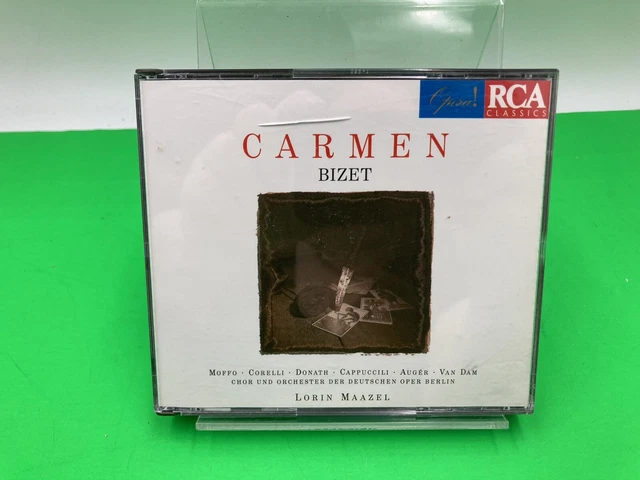 Opera!
RCA
CLASSICS
CARMEN
BIZET
MOFFO · CORELLI · DONATH · CAPPUCCILI · AUGÉR · VAN DAM
CHOR UND ORCHESTER DER DEUTSCHEN OPER BERLIN
LORIN MAAZEL